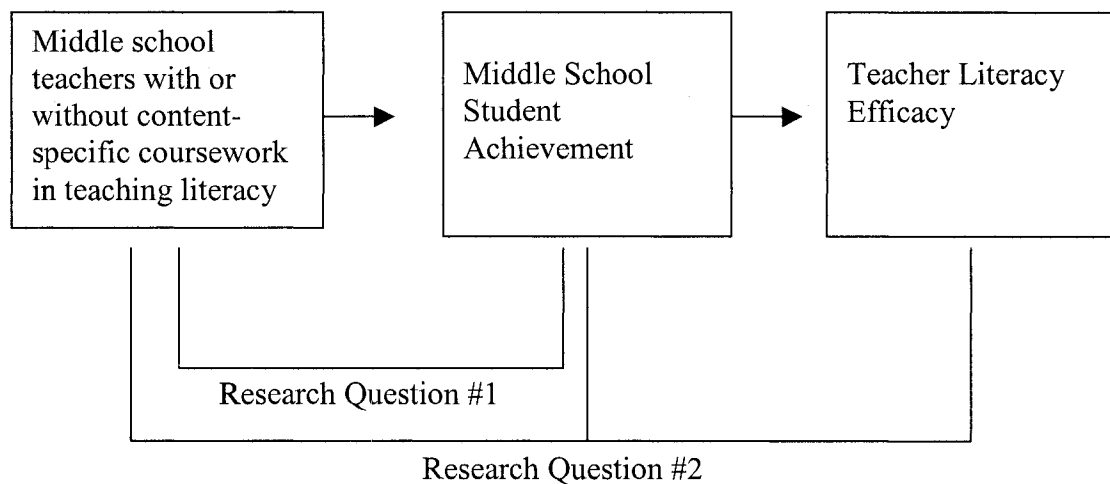 Middle school
teachers with or
without content-
specific coursework
in teaching literacy
Middle School
Student
Achievement
Teacher Literacy
Efficacy
Research Question #1
Research Question #2